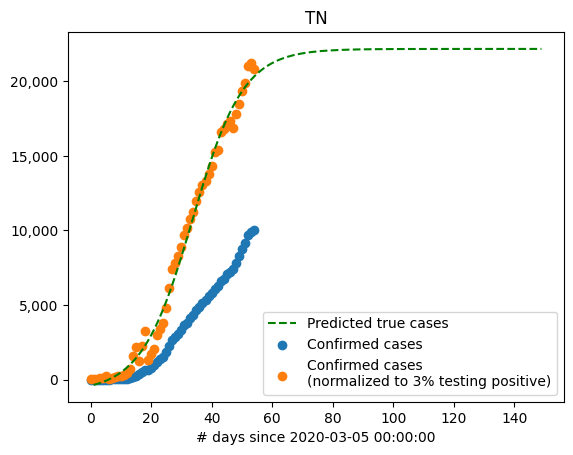 TN
20,000
15,000
10,000
5,000
0
Predicted true cases
Confirmed cases
Confirmed cases
(normalized to 3% testing positive)
0 20 40 60 80 100 120 140
# days since 2020-03-05 00:00:00